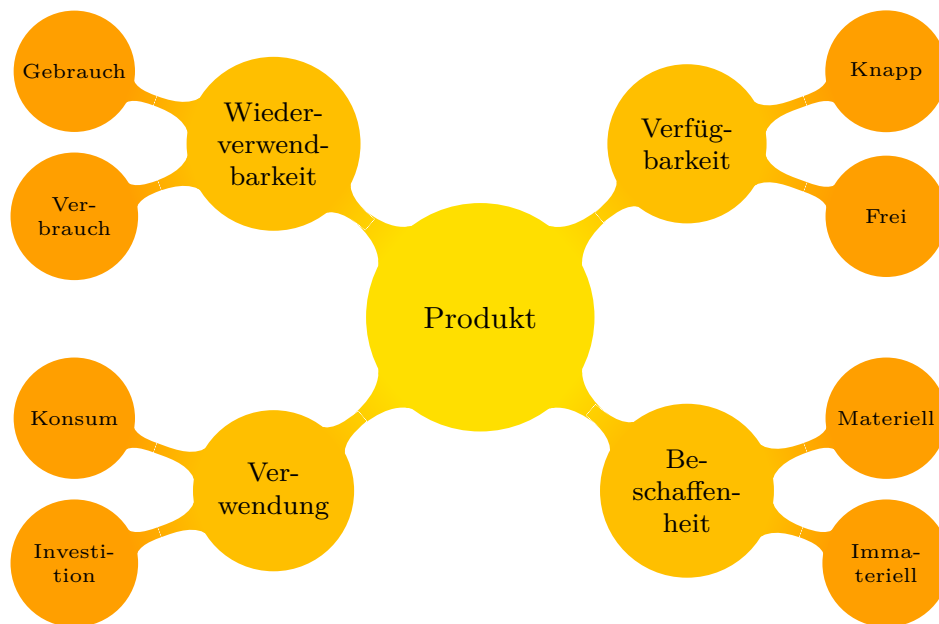 Gebrauch
Wieder-
verwend-
barkeit
Ver-
brauch
Knapp
Verfüg-
barkeit
Frei
Produkt
Konsum
Ver-
wendung
Investi-
tion
Materiell
Be-
schaffen-
heit
Imma-
teriell